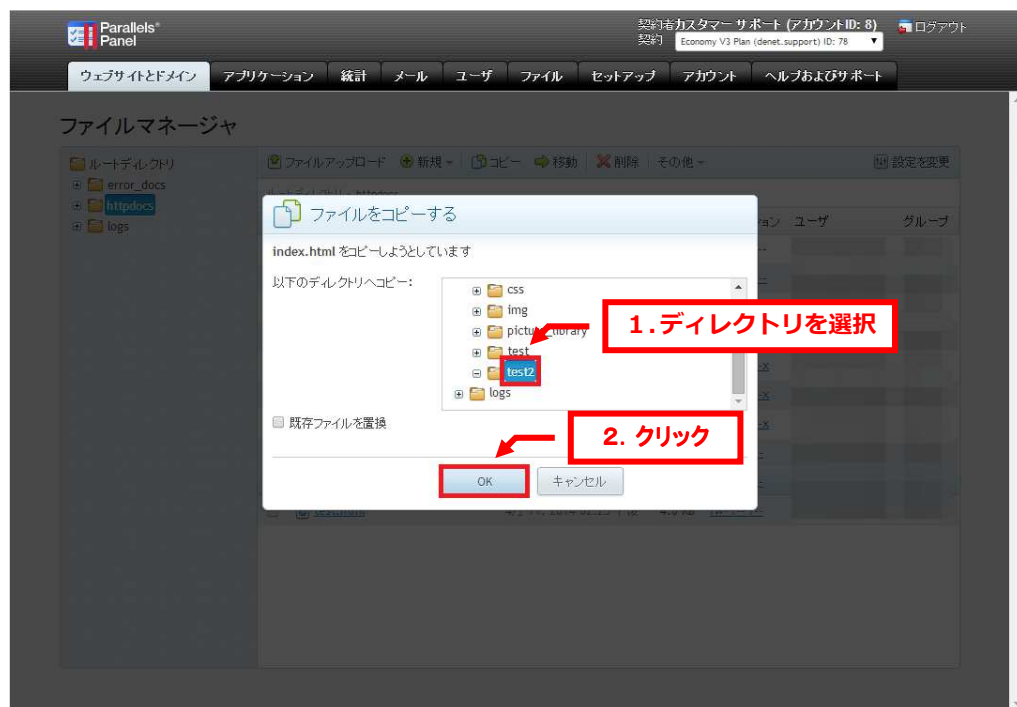 Parallels®
Panel
契約者カスタマー サポート (アカウントID: 8)
契約 Economy V3 Plan (denet.support) ID: 78
ログアウト
ウェブサイトとドメイン アプリケーション 統計 メール ユーザ ファイル セットアップ アカウント ヘルプおよびサポート
ファイルマネージャ
ルートディレクトリ
error_docs
httpdocs
logs
ファイルアップロード 新規 コピー 移動 削除 その他
設定を変更
ユーザ グループ
ファイルをコピーする
index.html をコピーしようとしています
以下のディレクトリへコピー:
css
img
picture_library
test
test2
logs
1.ディレクトリを選択
既存ファイルを置換
2. クリック
OK キャンセル